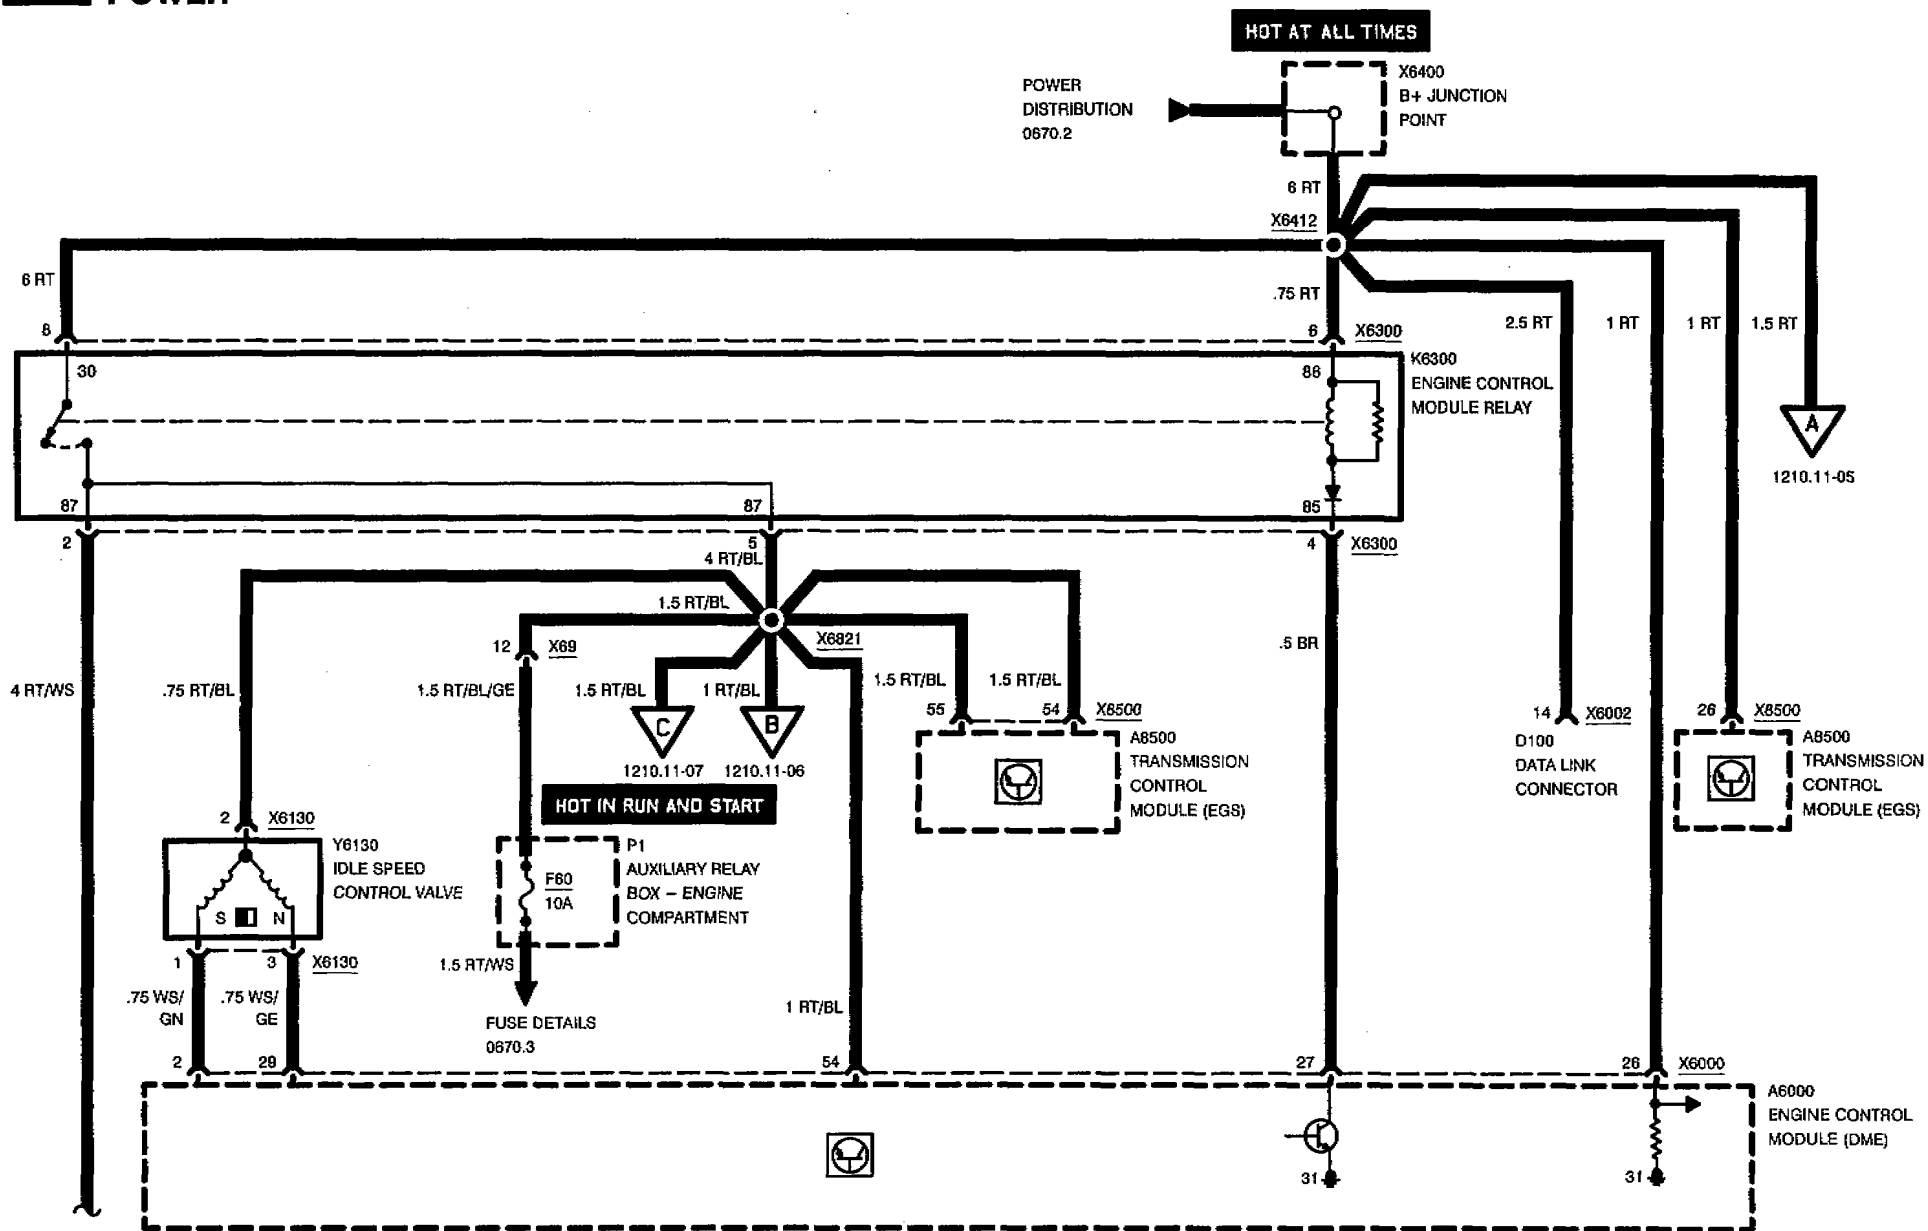 POWER
HOT AT ALL TIMES
POWER
DISTRIBUTION
0670.2
X6400
B+ JUNCTION
POINT
6 RT
X6412
6 RT
.75 RT
2.5 RT
1 RT
1 RT
1.5 RT
8
6
X6300
30
86
K6300
ENGINE CONTROL
MODULE RELAY
A
1210.11-05
87
87
85
2
5
4
X6300
4 RT/BL
1.5 RT/BL
12
X69
X6821
.5 BR
4 RT/WS
.75 RT/BL
1.5 RT/BL/GE
1.5 RT/BL
1 RT/BL
1.5 RT/BL
1.5 RT/BL
55
54
X8500
14
X6002
26
X8500
C
B
1210.11-07
1210.11-06
A8500
TRANSMISSION
CONTROL
MODULE (EGS)
D100
DATA LINK
CONNECTOR
A8500
TRANSMISSION
CONTROL
MODULE (EGS)
HOT IN RUN AND START
2
X6130
Y6130
IDLE SPEED
CONTROL VALVE
S
N
P1
AUXILIARY RELAY
BOX – ENGINE
COMPARTMENT
F60
10A
1
3
X6130
1.5 RT/WS
.75 WS/
GN
.75 WS/
GE
1 RT/BL
FUSE DETAILS
0670.3
2
29
54
27
26
X6000
A6000
ENGINE CONTROL
MODULE (DME)
31
31